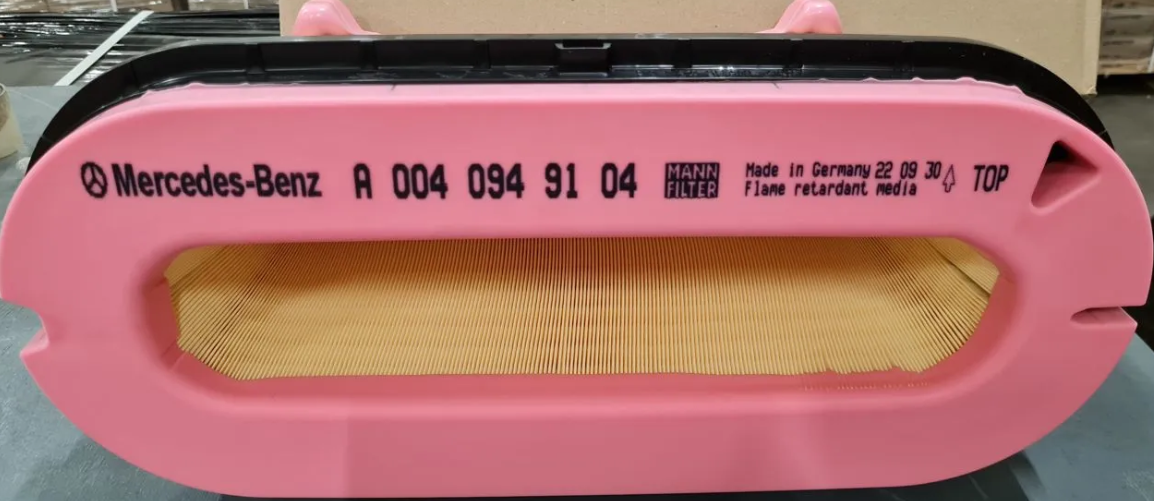 Mercedes-Benz A 004 094 91 04 MANN FILTER Made in Germany 22 09 30 TOP
Flame retardant media